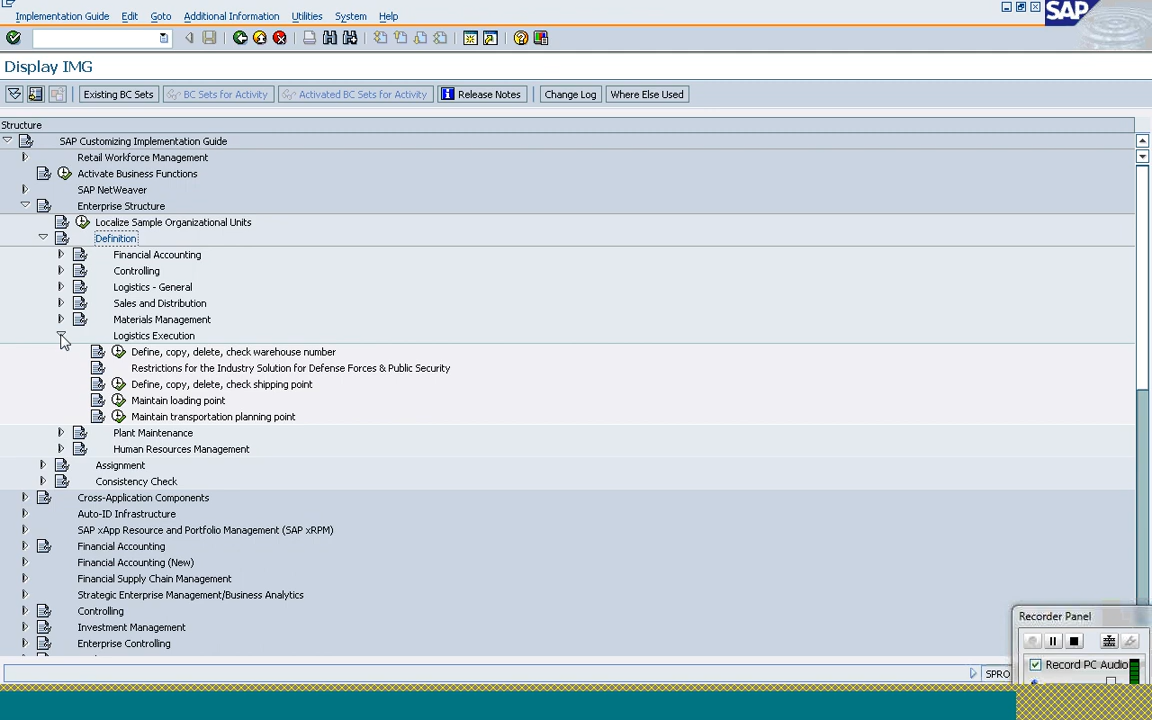 Implementation Guide Edit Goto Additional Information Utilities System Help
SAP
Display IMG
Existing BC Sets BC Sets for Activity Activated BC Sets for Activity Release Notes Change Log Where Else Used
Structure
SAP Customizing Implementation Guide
Retail Workforce Management
Activate Business Functions
SAP NetWeaver
Enterprise Structure
Localize Sample Organizational Units
Definition
Financial Accounting
Controlling
Logistics - General
Sales and Distribution
Materials Management
Logistics Execution
Define, copy, delete, check warehouse number
Restrictions for the Industry Solution for Defense Forces & Public Security
Define, copy, delete, check shipping point
Maintain loading point
Maintain transportation planning point
Plant Maintenance
Human Resources Management
Assignment
Consistency Check
Cross-Application Components
Auto-ID Infrastructure
SAP xApp Resource and Portfolio Management (SAP xRPM)
Financial Accounting
Financial Accounting (New)
Financial Supply Chain Management
Strategic Enterprise Management/Business Analytics
Controlling
Investment Management
Enterprise Controlling
Recorder Panel
Record PC Audio
SPRO